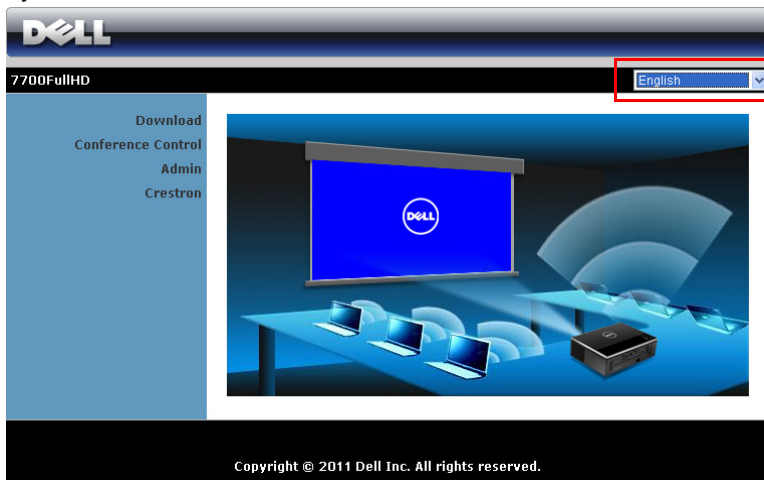 DELL
7700FullHD
English
Download
Conference Control
Admin
Crestron
DELL
Copyright © 2011 Dell Inc. All rights reserved.